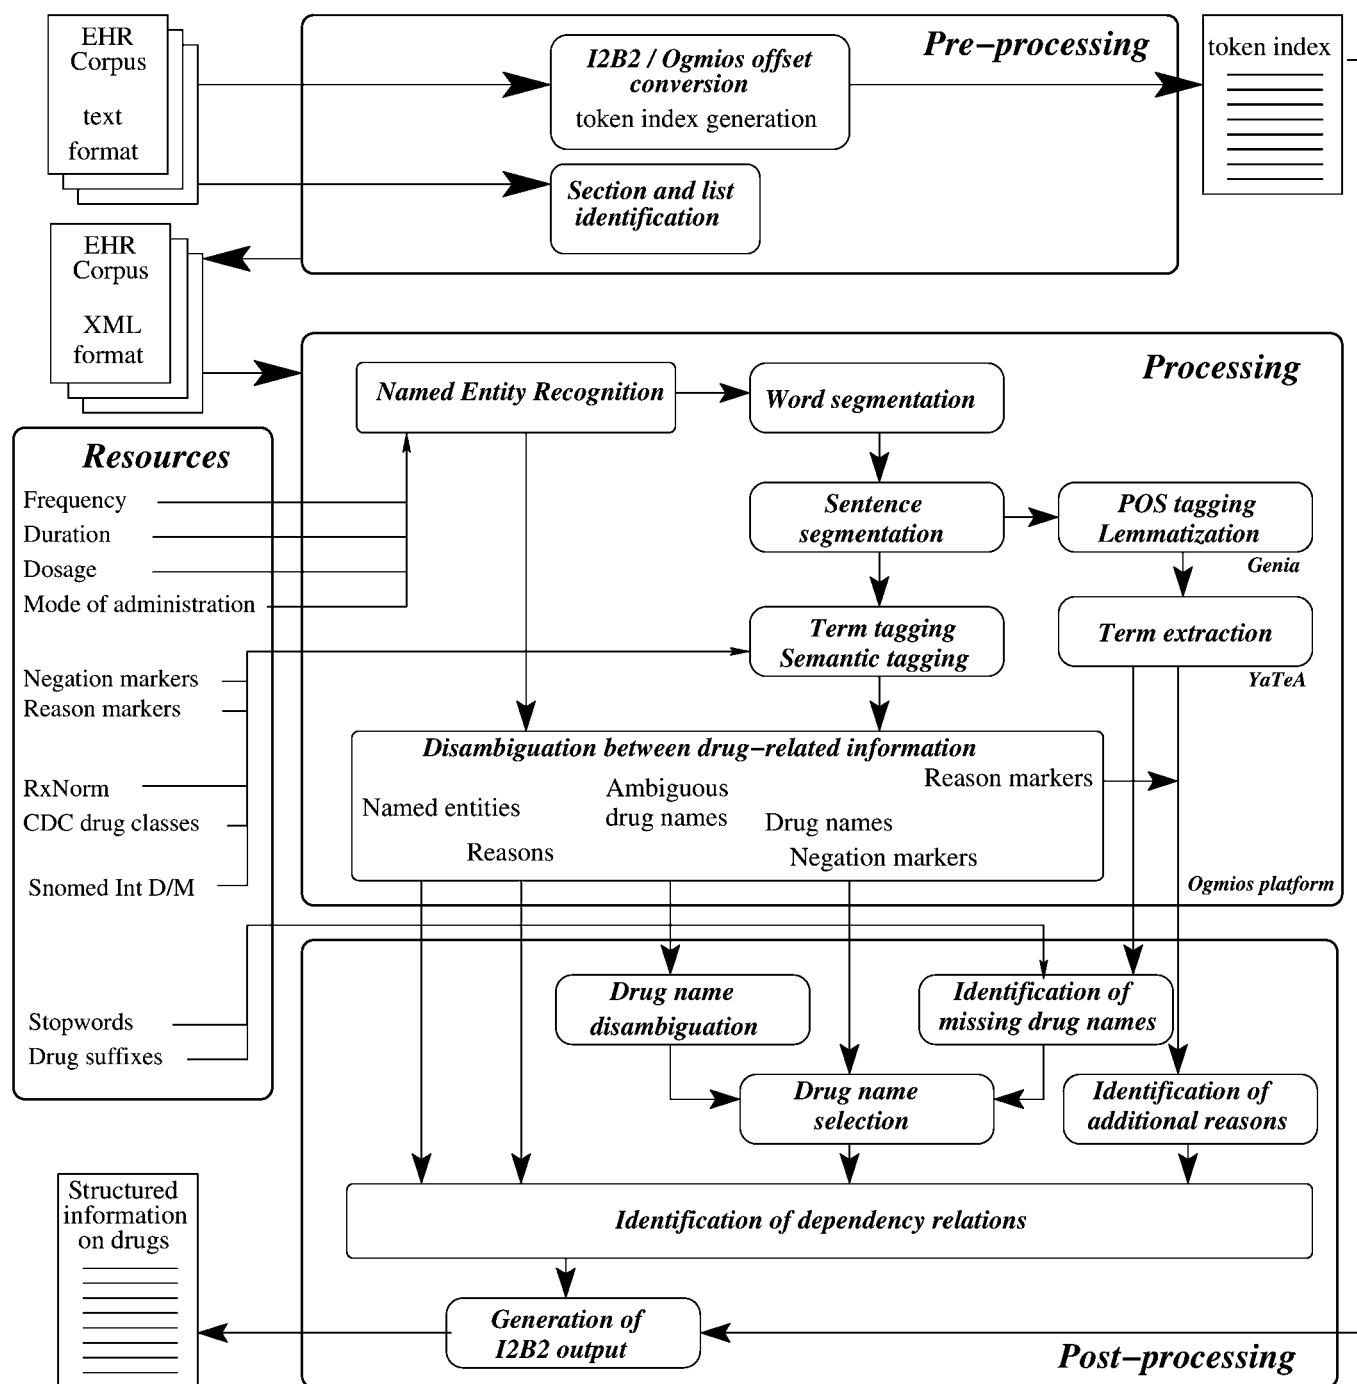 EHR
Corpus
text
format
I2B2 / Ogmios offset
conversion
token index generation
Pre-processing
token index
Section and list
identification
EHR
Corpus
XML
format
Processing
Named Entity Recognition
Word segmentation
Resources
Frequency
Duration
Dosage
Mode of administration
Negation markers
Reason markers
RxNorm
CDC drug classes
Snomed Int D/M
Stopwords
Drug suffixes
Sentence
segmentation
POS tagging
Lemmatization
Genia
Term tagging
Semantic tagging
Term extraction
YaTeA
Disambiguation between drug-related information
Named entities
Reasons
Ambiguous
drug names
Drug names
Negation markers
Reason markers
Ogmios platform
Drug name
disambiguation
Identification of
missing drug names
Drug name
selection
Identification of
additional reasons
Identification of dependency relations
Structured
information
on drugs
Generation of
I2B2 output
Post-processing